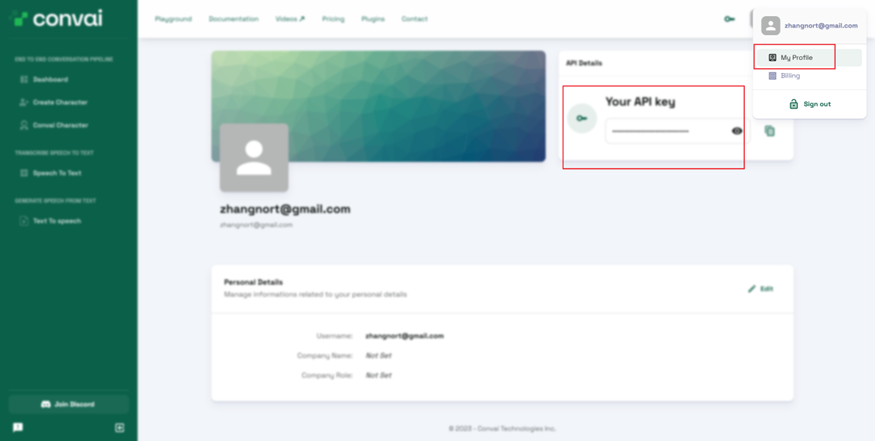 convai
Playground Documentation Videos ↗ Pricing Plugins Contact
END TO END CONVERSATION PIPELINE
Dashboard
Create Character
Convai Character
TRANSCRIBE SPEECH TO TEXT
Speech To Text
GENERATE SPEECH FROM TEXT
Text To speech
Join Discord
zhangnort@gmail.com
My Profile
Billing
Sign out
API Details
Your API key
zhangnort@gmail.com
zhangnort@gmail.com
Personal Details
Manage informations related to your personal details
Edit
Username: zhangnort@gmail.com
Company Name: Not Set
Company Role: Not Set
© 2023 - Convai Technologies Inc.